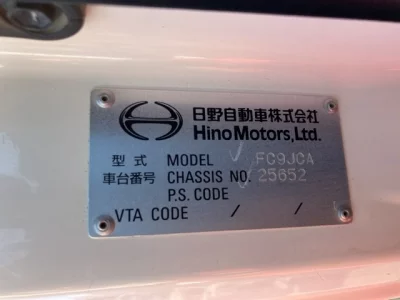 日野自動車株式会社
Hino Motors, Ltd.
型式 MODEL FC9JCA
車台番号 CHASSIS NO. 25652
P.S. CODE
VTA CODE / /